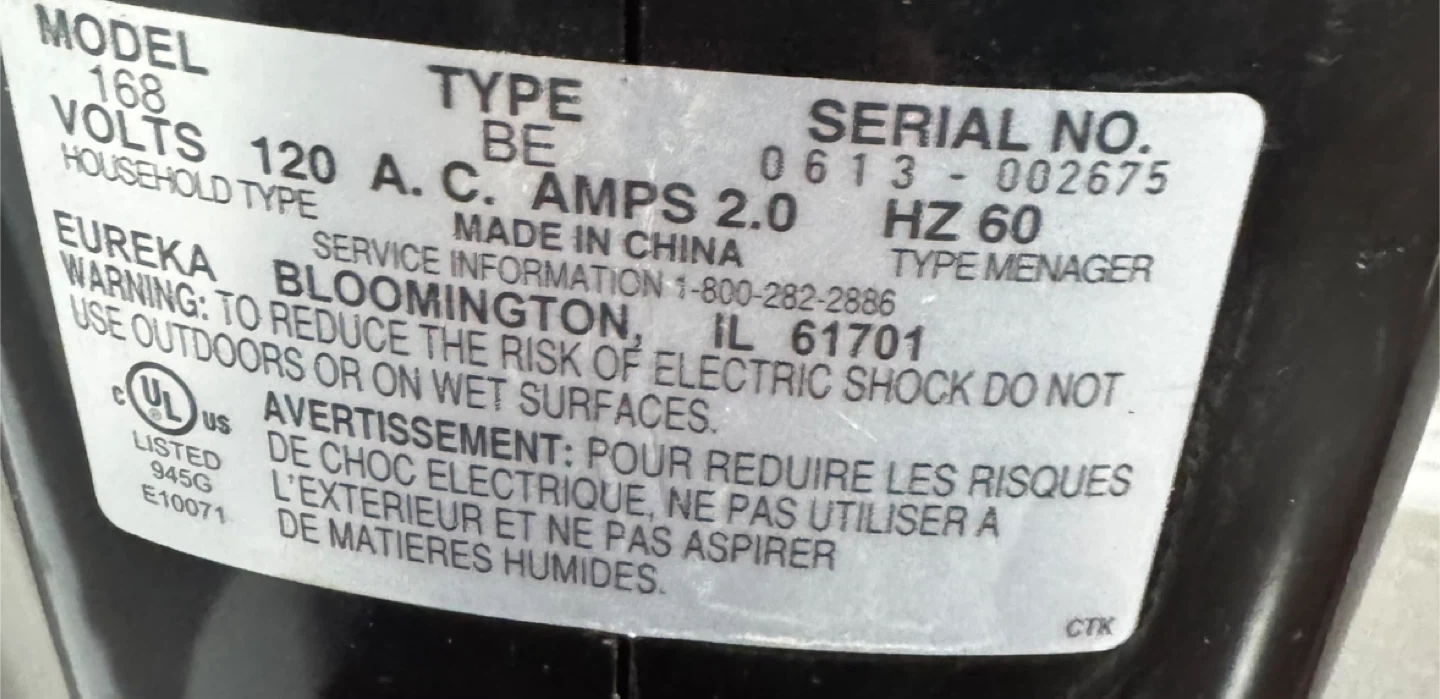 MODEL TYPE SERIAL NO.
168 BE 0613-002675
VOLTS 120 A. C. AMPS 2.0 HZ 60
HOUSEHOLD TYPE MADE IN CHINA TYPE MENAGER
SERVICE INFORMATION 1-800-282-2886
EUREKA BLOOMINGTON, IL 61701
WARNING: TO REDUCE THE RISK OF ELECTRIC SHOCK DO NOT
USE OUTDOORS OR ON WET SURFACES.
C UL ® US
LISTED
945G
E10071
AVERTISSEMENT: POUR REDUIRE LES RISQUES
DE CHOC ELECTRIQUE, NE PAS UTILISER A
L'EXTERIEUR ET NE PAS ASPIRER
DE MATIERES HUMIDES.
CTK